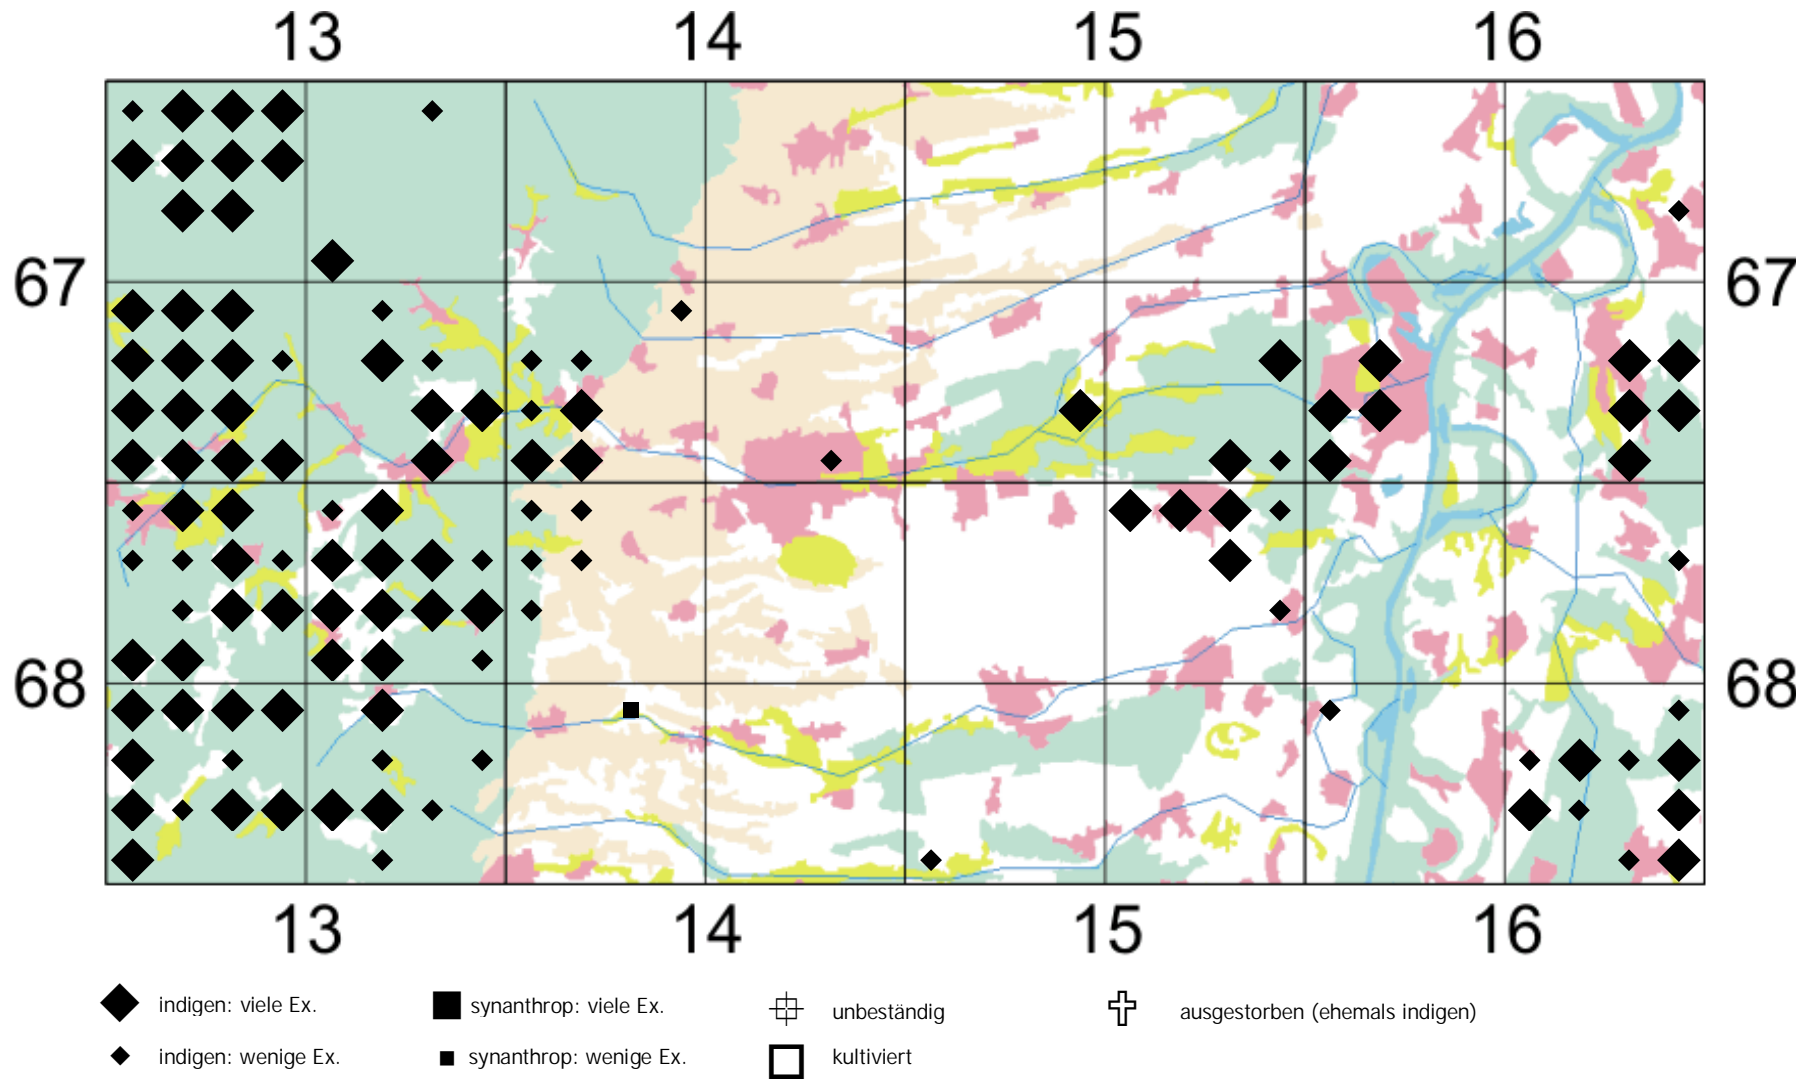 13 14 15 16
67 67
68 68
13 14 15 16
indigen: viele Ex. synanthrop: viele Ex. unbeständig ausgestorben (ehemals indigen)
indigen: wenige Ex. synanthrop: wenige Ex. kultiviert